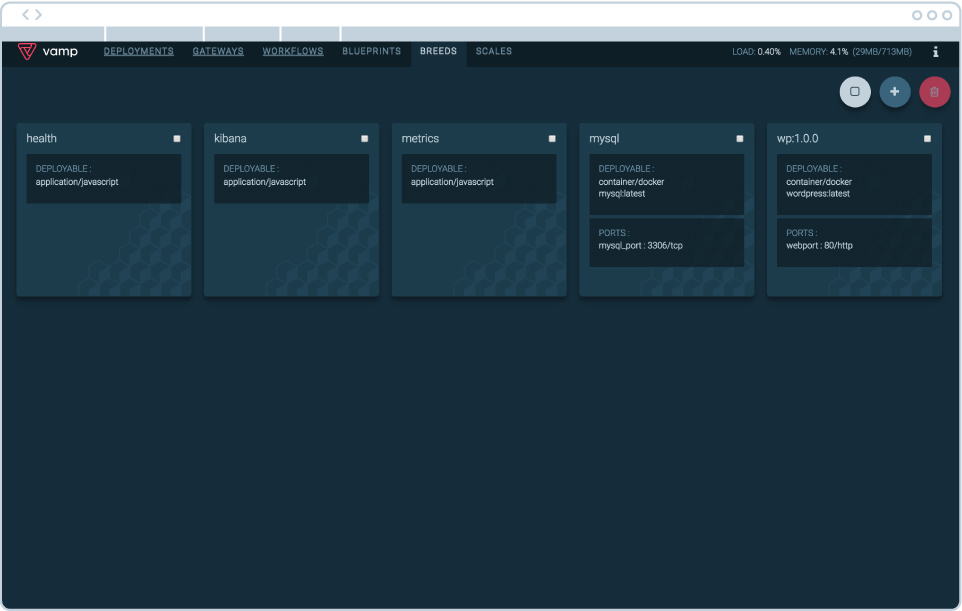 vamp DEPLOYMENTS GATEWAYS WORKFLOWS BLUEPRINTS BREEDS SCALES LOAD: 0.40% MEMORY: 4.1% (29MB/713MB)
health
DEPLOYABLE :
application/javascript
kibana
DEPLOYABLE :
application/javascript
metrics
DEPLOYABLE :
application/javascript
mysql
DEPLOYABLE :
container/docker
mysql:latest
PORTS :
mysql_port : 3306/tcp
wp:1.0.0
DEPLOYABLE :
container/docker
wordpress:latest
PORTS :
webport : 80/http